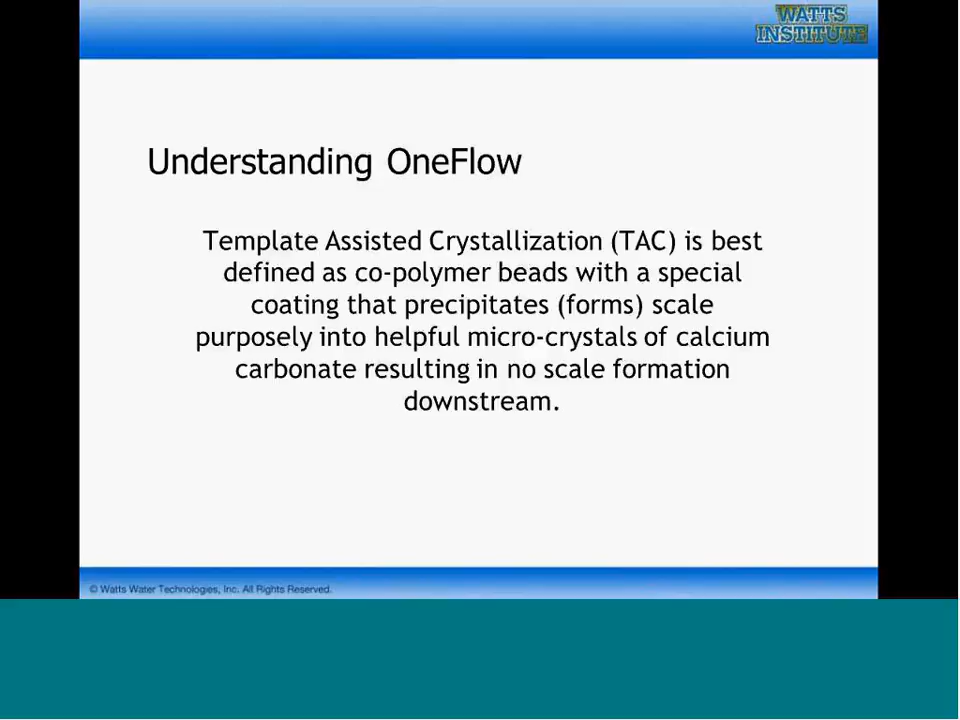 WATTS
INSTITUTE
Understanding OneFlow
Template Assisted Crystallization (TAC) is best
defined as co-polymer beads with a special
coating that precipitates (forms) scale
purposely into helpful micro-crystals of calcium
carbonate resulting in no scale formation
downstream.
© Watts Water Technologies, Inc. All Rights Reserved.